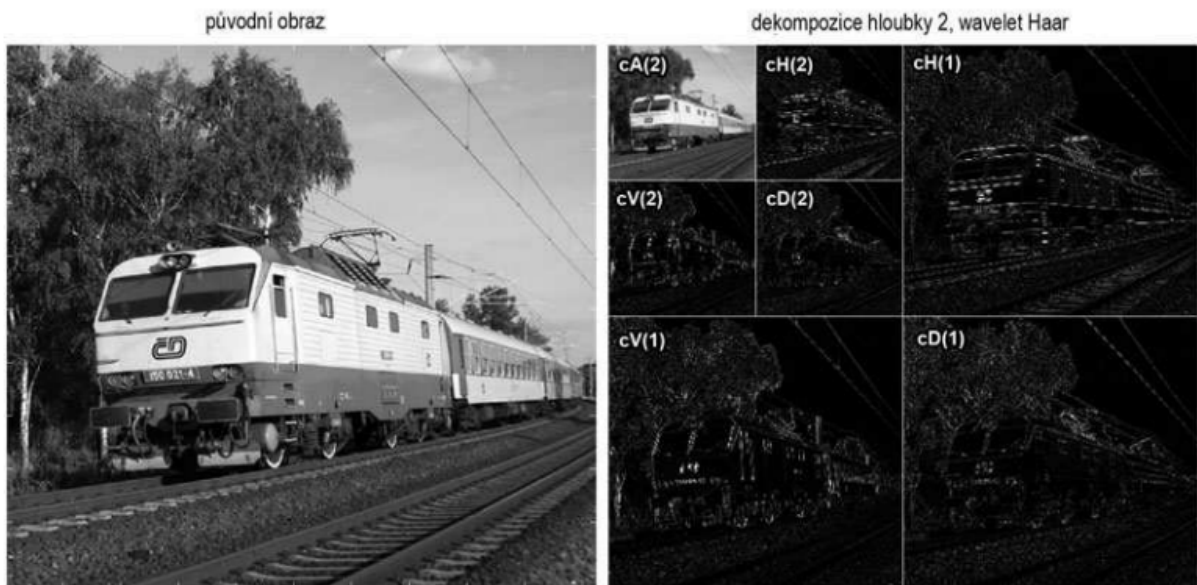 původní obraz
dekompozice hloubky 2, wavelet Haar
cA(2)
cH(2)
cH(1)
cV(2)
cD(2)
cV(1)
cD(1)
ČD
150 021-4